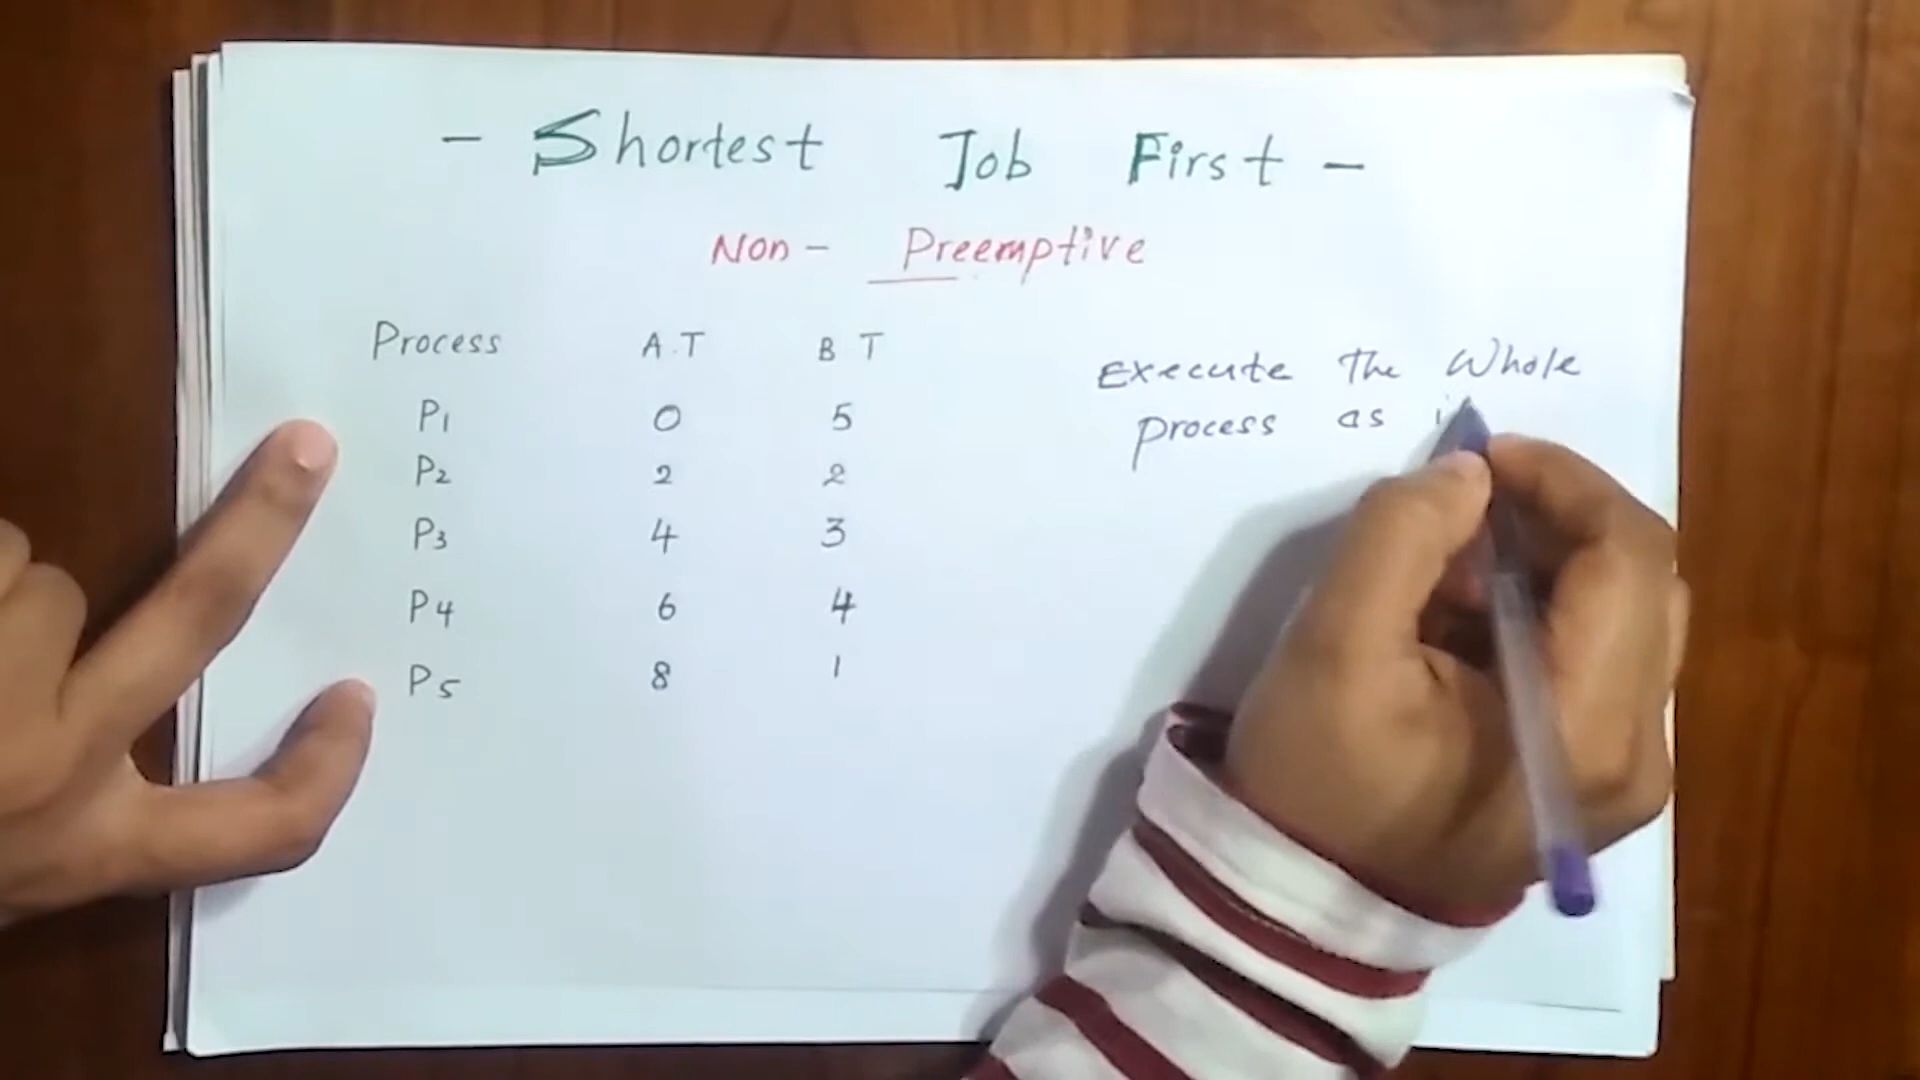 - Shortest Job First -
Non - Preemptive
Process A.T B T
P1 0 5
P2 2 2
P3 4 3
P4 6 4
P5 8 1
Execute The Whole
process as